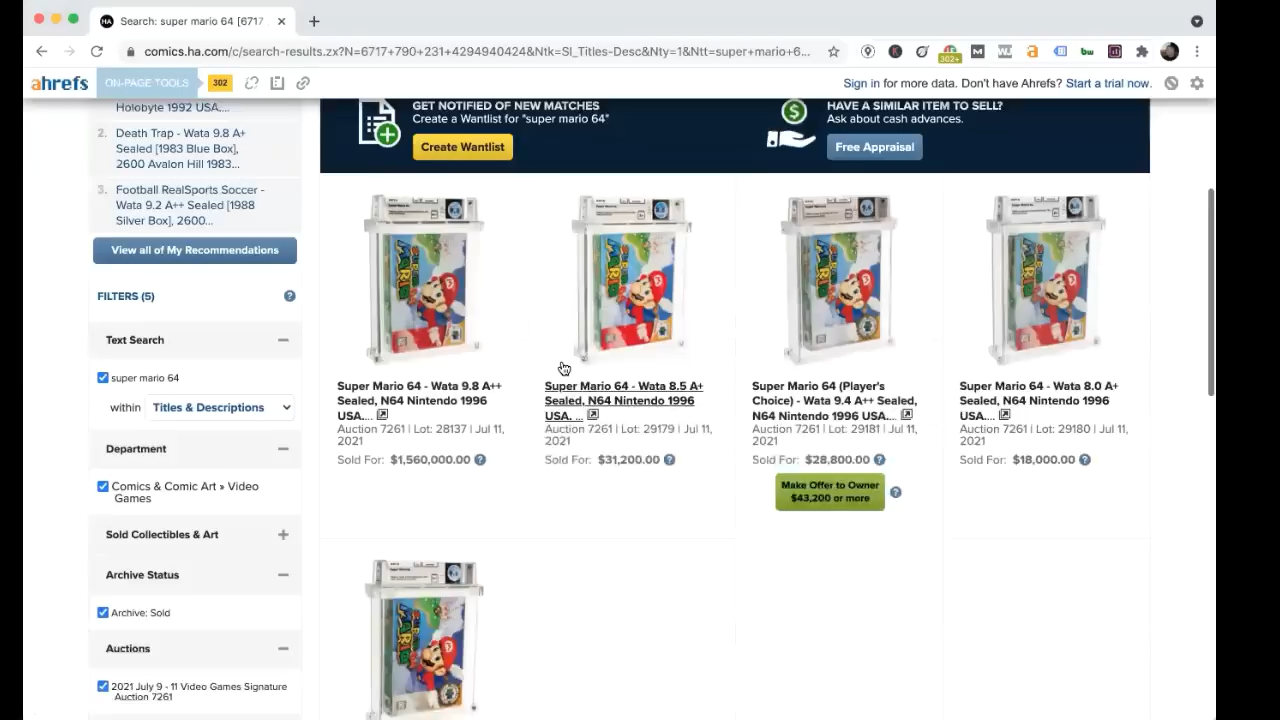 Search: super mario 64 [6717
comics.ha.com/c/search-results.zx?N=6717+790+231+4294940424&Ntk=SI_Titles-Desc&Nty=1&Ntt=super+mario+6...
ahrefs ON-PAGE TOOLS 302
Sign in for more data. Don't have Ahrefs? Start a trial now.
Holobyte 1992 USA....
2. Death Trap - Wata 9.8 A+
Sealed [1983 Blue Box],
2600 Avalon Hill 1983...
3. Football RealSports Soccer -
Wata 9.2 A++ Sealed [1988
Silver Box], 2600...
View all of My Recommendations
FILTERS (5)
Text Search
super mario 64
within Titles & Descriptions
Department
Comics & Comic Art » Video
Games
Sold Collectibles & Art
Archive Status
Archive: Sold
Auctions
2021 July 9 - 11 Video Games Signature
Auction 7261
GET NOTIFIED OF NEW MATCHES
Create a Wantlist for "super mario 64"
Create Wantlist
HAVE A SIMILAR ITEM TO SELL?
Ask about cash advances.
Free Appraisal
Super Mario 64 - Wata 9.8 A++
Sealed, N64 Nintendo 1996
USA....
Auction 7261 | Lot: 28137 | Jul 11,
2021
Sold For: $1,560,000.00
Super Mario 64 - Wata 8.5 A+
Sealed, N64 Nintendo 1996
USA. ...
Auction 7261 | Lot: 29179 | Jul 11,
2021
Sold For: $31,200.00
Super Mario 64 (Player's
Choice) - Wata 9.4 A++ Sealed,
N64 Nintendo 1996 USA....
Auction 7261 | Lot: 29181 | Jul 11,
2021
Sold For: $28,800.00
Make Offer to Owner
$43,200 or more
Super Mario 64 - Wata 8.0 A+
Sealed, N64 Nintendo 1996
USA....
Auction 7261 | Lot: 29180 | Jul 11,
2021
Sold For: $18,000.00